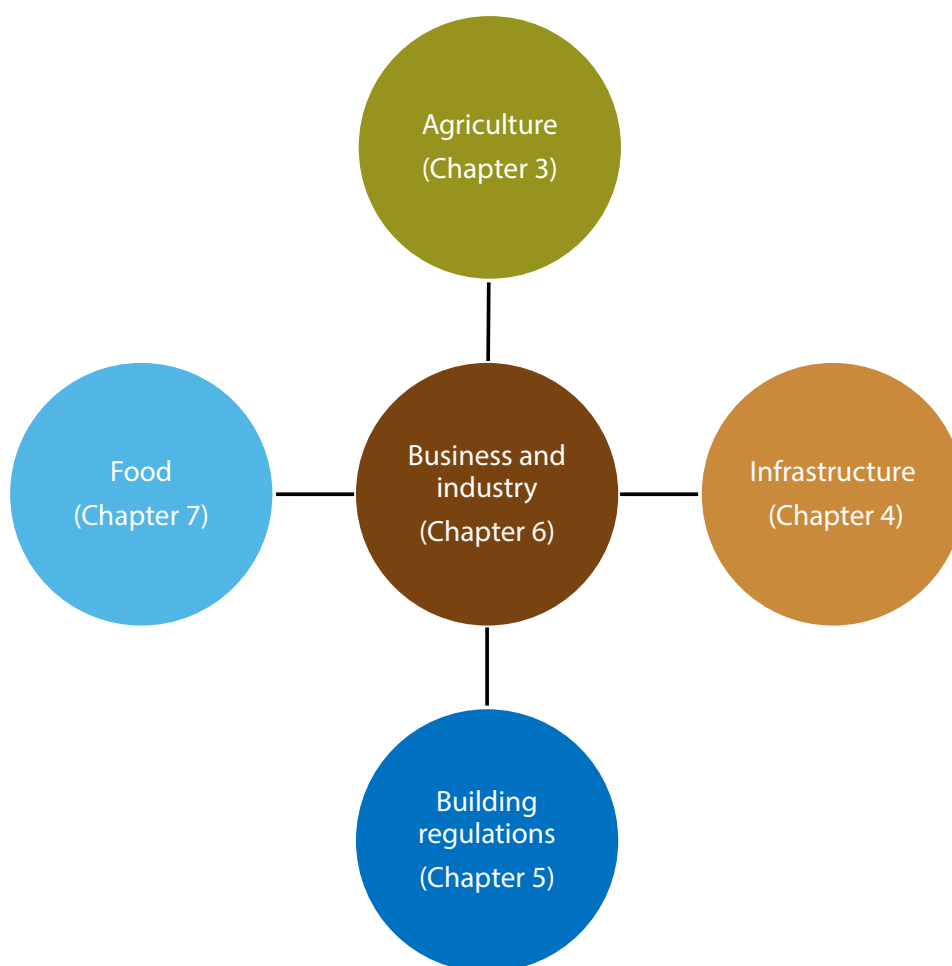 Agriculture
(Chapter 3)
Food
(Chapter 7)
Business and
industry
(Chapter 6)
Infrastructure
(Chapter 4)
Building
regulations
(Chapter 5)